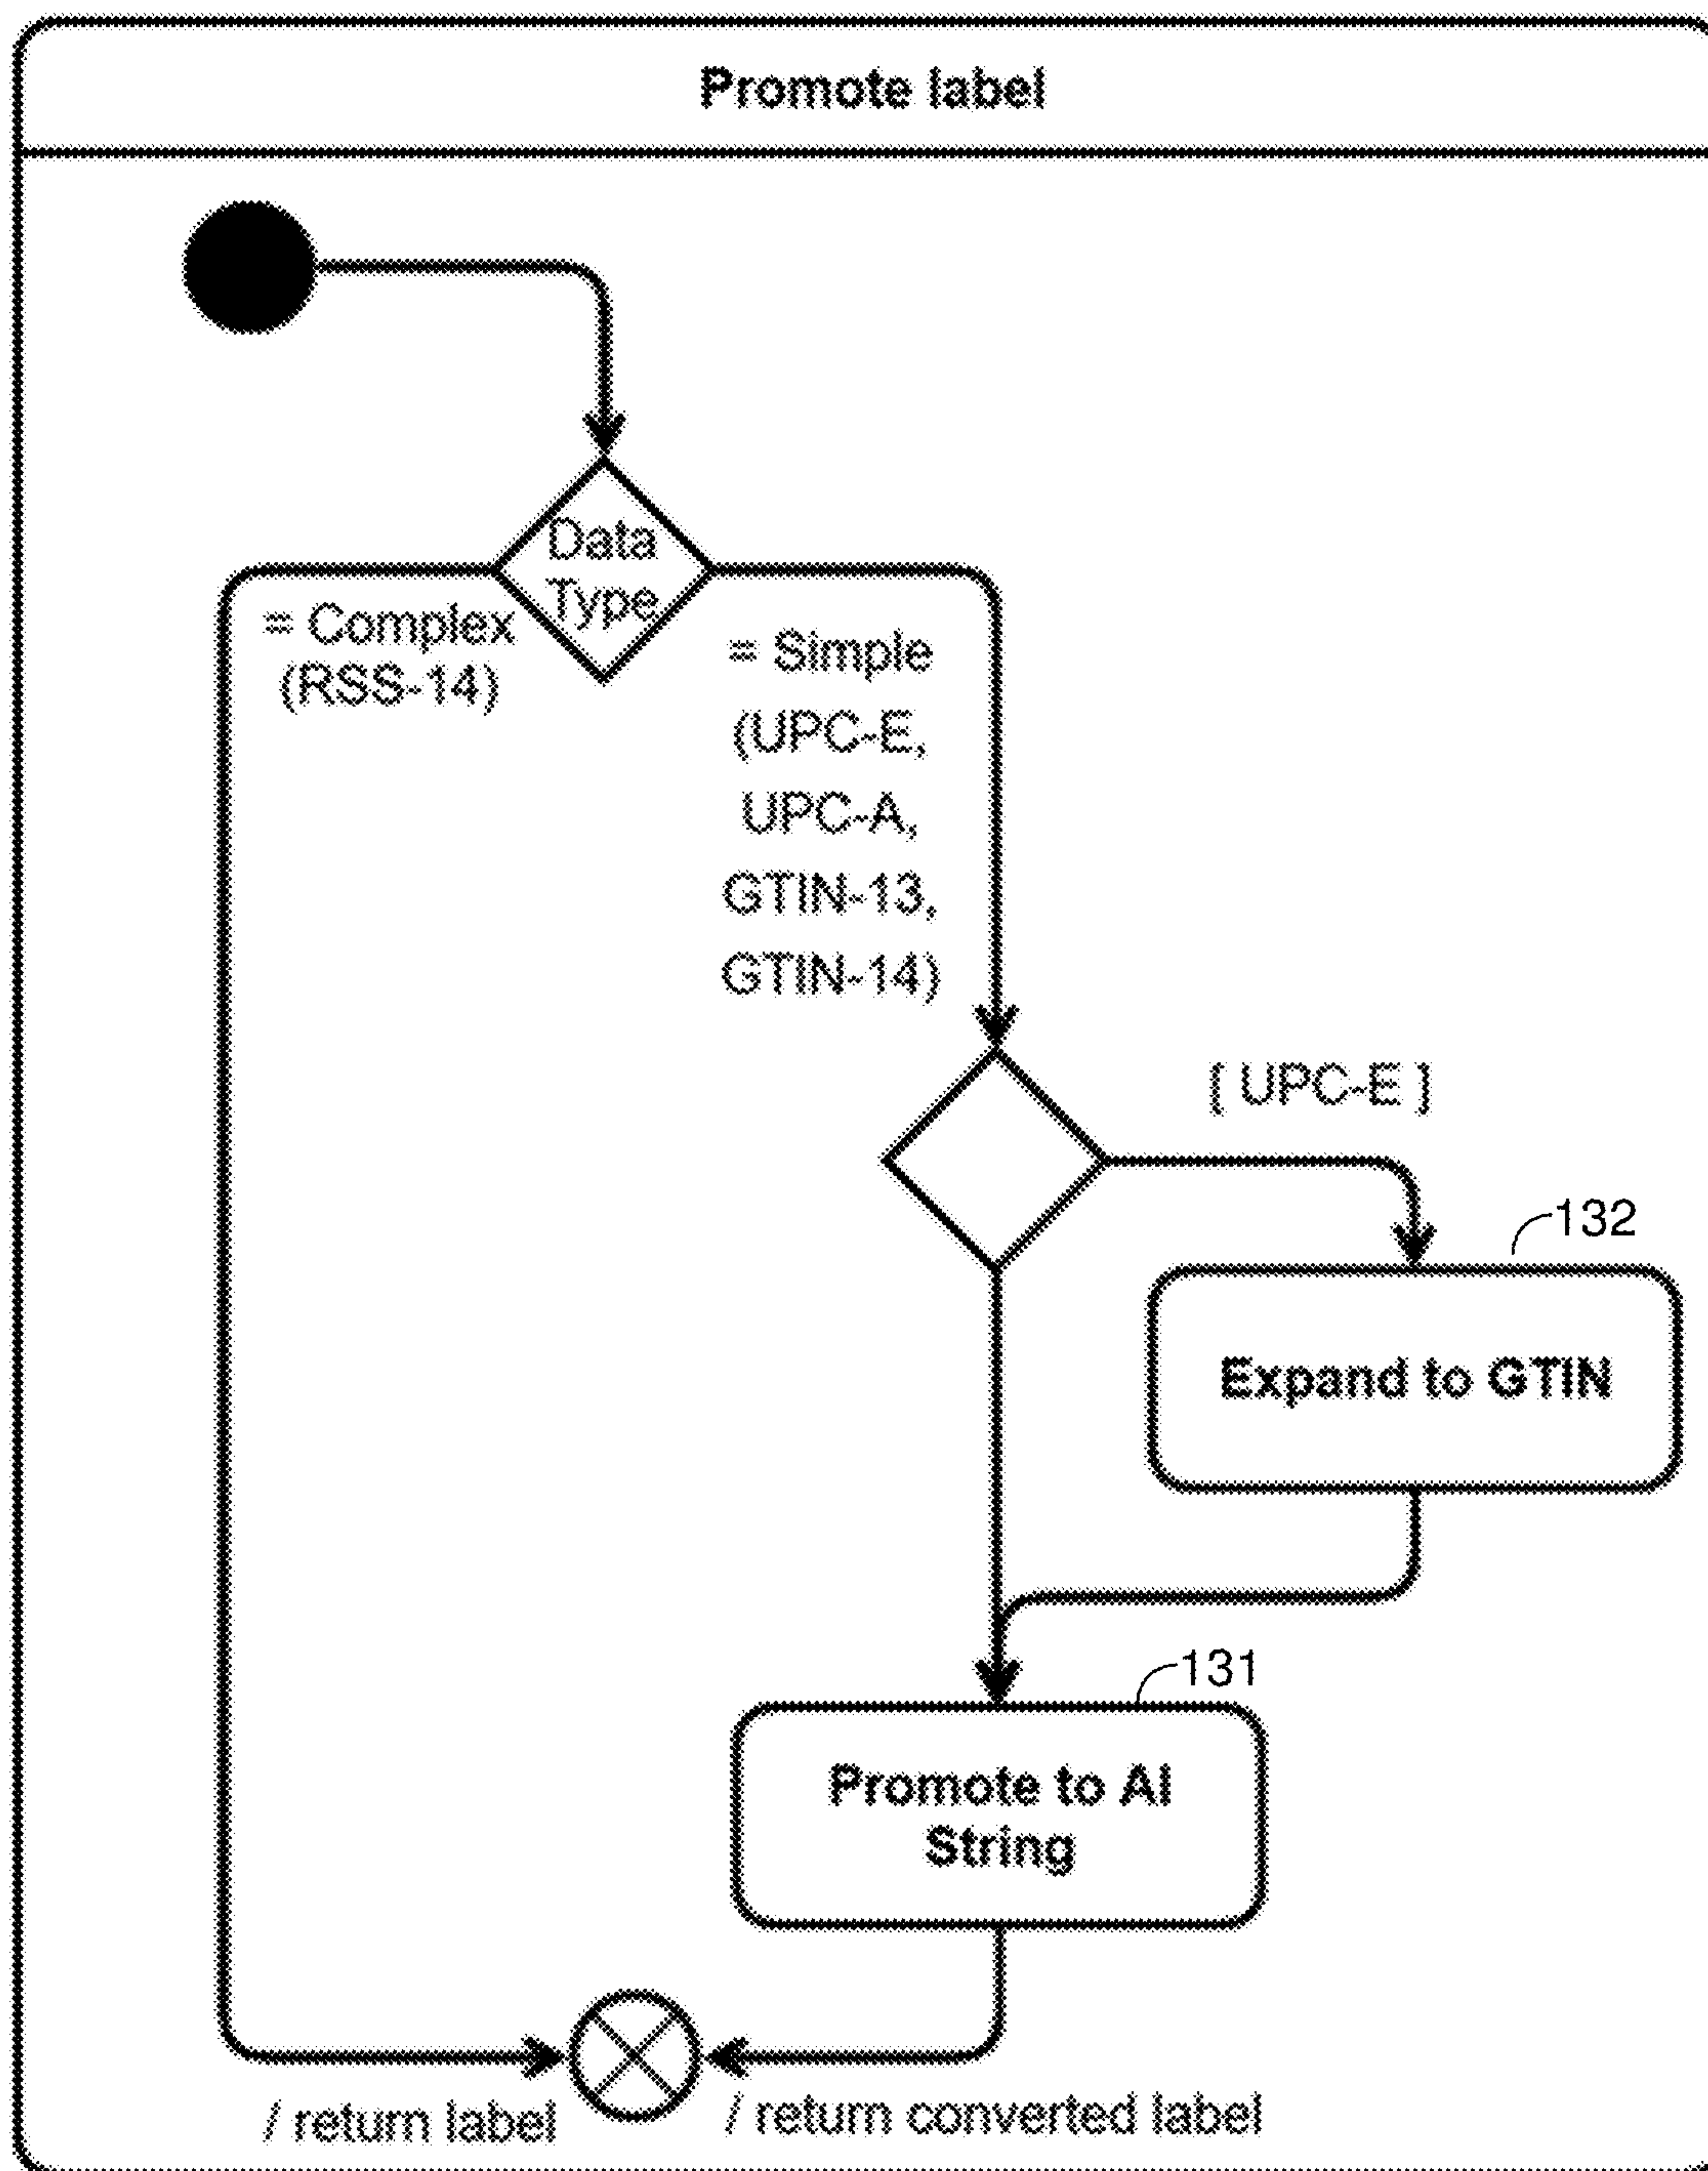 Promote label
Data
Type
= Complex
(RSS-14)
= Simple
(UPC-E,
UPC-A,
GTIN-13,
GTIN-14)
[ UPC-E ]
132
Expand to GTIN
131
Promote to AI
String
/ return label
/ return converted label